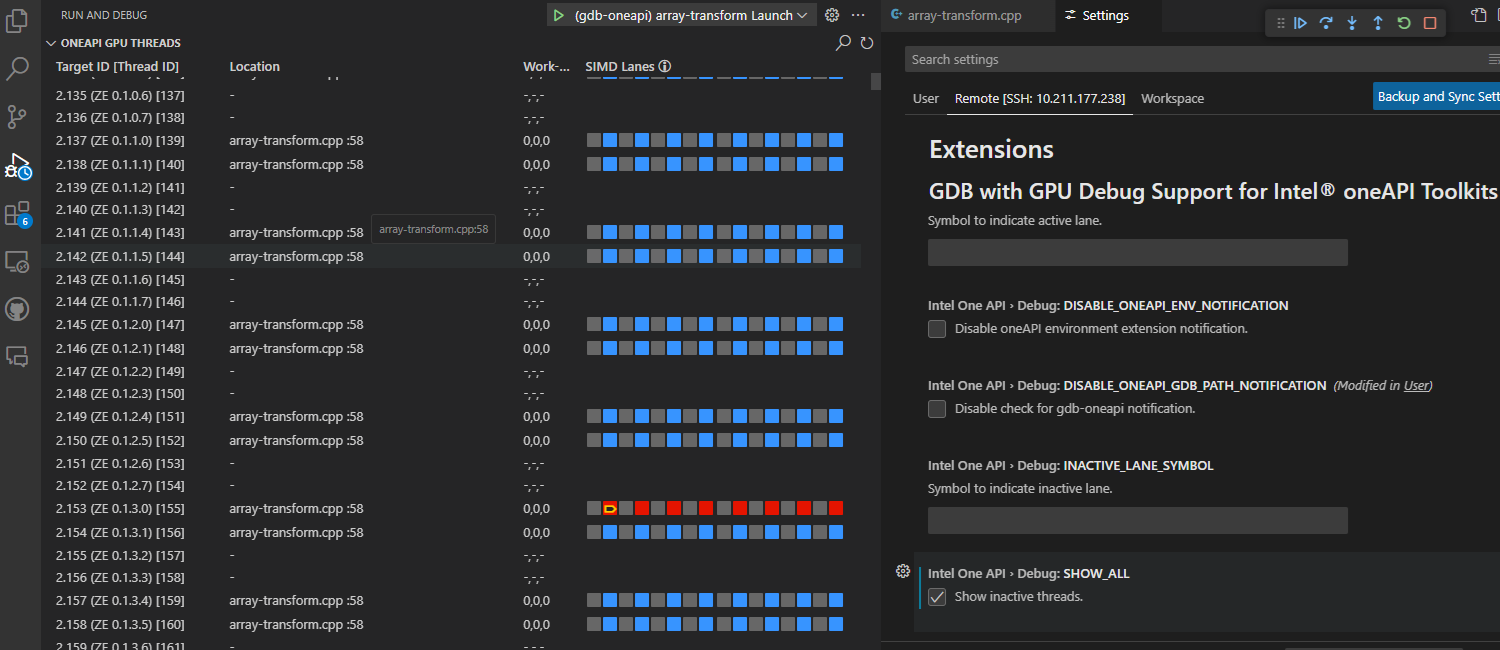 RUN AND DEBUG
(gdb-oneapi) array-transform Launch
ONEAPI GPU THREADS
Target ID [Thread ID] Location Work-... SIMD Lanes
2.135 (ZE 0.1.0.6) [137] - -,-,-
2.136 (ZE 0.1.0.7) [138] - -,-,-
2.137 (ZE 0.1.1.0) [139] array-transform.cpp :58 0,0,0
2.138 (ZE 0.1.1.1) [140] array-transform.cpp :58 0,0,0
2.139 (ZE 0.1.1.2) [141] - -,-,-
2.140 (ZE 0.1.1.3) [142] - -,-,-
2.141 (ZE 0.1.1.4) [143] array-transform.cpp :58 0,0,0
array-transform.cpp:58
2.142 (ZE 0.1.1.5) [144] array-transform.cpp :58 0,0,0
2.143 (ZE 0.1.1.6) [145] - -,-,-
2.144 (ZE 0.1.1.7) [146] - -,-,-
2.145 (ZE 0.1.2.0) [147] array-transform.cpp :58 0,0,0
2.146 (ZE 0.1.2.1) [148] array-transform.cpp :58 0,0,0
2.147 (ZE 0.1.2.2) [149] - -,-,-
2.148 (ZE 0.1.2.3) [150] - -,-,-
2.149 (ZE 0.1.2.4) [151] array-transform.cpp :58 0,0,0
2.150 (ZE 0.1.2.5) [152] array-transform.cpp :58 0,0,0
2.151 (ZE 0.1.2.6) [153] - -,-,-
2.152 (ZE 0.1.2.7) [154] - -,-,-
2.153 (ZE 0.1.3.0) [155] array-transform.cpp :58 0,0,0
2.154 (ZE 0.1.3.1) [156] array-transform.cpp :58 0,0,0
2.155 (ZE 0.1.3.2) [157] - -,-,-
2.156 (ZE 0.1.3.3) [158] - -,-,-
2.157 (ZE 0.1.3.4) [159] array-transform.cpp :58 0,0,0
2.158 (ZE 0.1.3.5) [160] array-transform.cpp :58 0,0,0
2.159 (ZE 0.1.3.6) [161] - -,-,-
6
array-transform.cpp
Settings
Search settings
User Remote [SSH: 10.211.177.238] Workspace
Backup and Sync Sett
Extensions
GDB with GPU Debug Support for Intel® oneAPI Toolkits
Symbol to indicate active lane.
Intel One API › Debug: DISABLE_ONEAPI_ENV_NOTIFICATION
Disable oneAPI environment extension notification.
Intel One API › Debug: DISABLE_ONEAPI_GDB_PATH_NOTIFICATION (Modified in User)
Disable check for gdb-oneapi notification.
Intel One API › Debug: INACTIVE_LANE_SYMBOL
Symbol to indicate inactive lane.
Intel One API › Debug: SHOW_ALL
Show inactive threads.